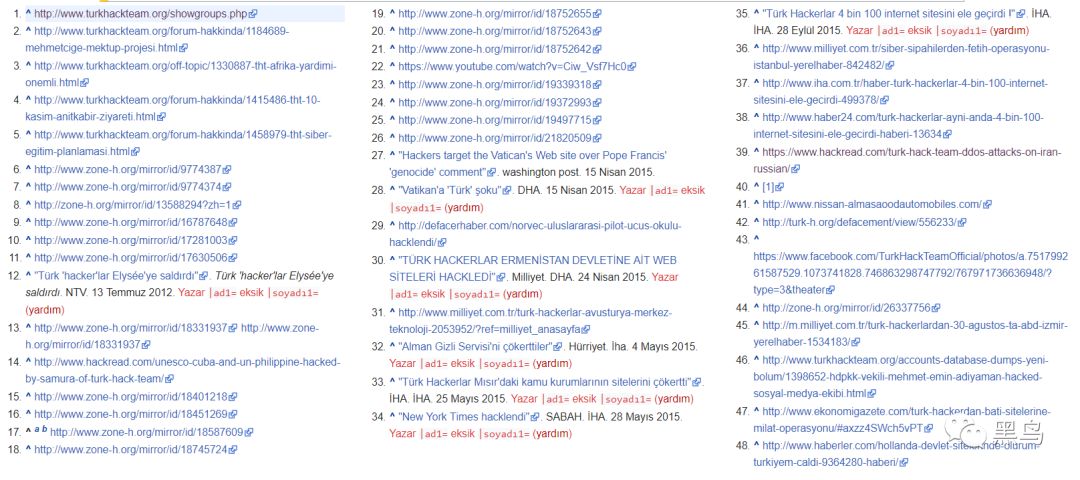 1. ^ http://www.turkhackteam.org/showgroups.php
2. ^ http://www.turkhackteam.org/forum-hakkinda/1184689-
mehmetcige-mektup-projesi.html
3. ^ http://www.turkhackteam.org/off-topic/1330887-tht-afrika-yardimi-
onemli.html
4. ^ http://www.turkhackteam.org/forum-hakkinda/1415486-tht-10-
kasim-anitkabir-ziyareti.html
5. ^ http://www.turkhackteam.org/forum-hakkinda/1458979-tht-siber-
egitim-planlamasi.html
6. ^ http://www.zone-h.org/mirror/id/9774387
7. ^ http://www.zone-h.org/mirror/id/9774374
8. ^ http://zone-h.org/mirror/id/13588294?zh=1
9. ^ http://www.zone-h.org/mirror/id/16787648
10. ^ http://www.zone-h.org/mirror/id/17281003
11. ^ http://www.zone-h.org/mirror/id/17630506
12. ^ "Türk 'hacker'lar Elysée'ye saldırdı". Türk 'hacker'lar Elysée'ye
saldırdı. NTV. 13 Temmuz 2012. Yazar |ad1= eksik |soyadı1=
(yardım)
13. ^ http://www.zone-h.org/mirror/id/18331937 http://www.zone-
h.org/mirror/id/18331937
14. ^ http://www.hackread.com/unesco-cuba-and-un-philippine-hacked-
by-samura-of-turk-hack-team/
15. ^ http://www.zone-h.org/mirror/id/18401218
16. ^ http://www.zone-h.org/mirror/id/18451269
17. ^ a b http://www.zone-h.org/mirror/id/18587609
18. ^ http://www.zone-h.org/mirror/id/18745724
19. ^ http://www.zone-h.org/mirror/id/18752655
20. ^ http://www.zone-h.org/mirror/id/18752643
21. ^ http://www.zone-h.org/mirror/id/18752642
22. ^ https://www.youtube.com/watch?v=Ciw_Vsf7Hc0
23. ^ http://www.zone-h.org/mirror/id/19339318
24. ^ http://www.zone-h.org/mirror/id/19372993
25. ^ http://www.zone-h.org/mirror/id/19497715
26. ^ http://www.zone-h.org/mirror/id/21820509
27. ^ "Hackers target the Vatican's Web site over Pope Francis'
'genocide' comment". washington post. 15 Nisan 2015.
28. ^ "Vatikan'a 'Türk' şoku". DHA. 15 Nisan 2015. Yazar |ad1= eksik
|soyadı1= (yardım)
29. ^ http://defacerhaber.com/norvec-uluslararasi-pilot-ucus-okulu-
hacklendi/
30. ^ "TÜRK HACKERLAR ERMENİSTAN DEVLETİNE AİT WEB
SİTELERİ HACKLEDİ". Milliyet. DHA. 24 Nisan 2015. Yazar
|ad1= eksik |soyadı1= (yardım)
31. ^ http://www.milliyet.com.tr/turk-hackerlar-avusturya-merkez-
teknoloji-2053952/?ref=milliyet_anasayfa
32. ^ "Alman Gizli Servisi'ni çökerttiler". Hürriyet. İha. 4 Mayıs 2015.
Yazar |ad1= eksik |soyadı1= (yardım)
33. ^ "Türk Hackerlar Mısır'daki kamu kurumlarının sitelerini çökertti".
İHA. İHA. 25 Mayıs 2015. Yazar |ad1= eksik |soyadı1= (yardım)
34. ^ "New York Times hacklendi". SABAH. İHA. 28 Mayıs 2015.
Yazar |ad1= eksik |soyadı1= (yardım)
35. ^ "Türk Hackerlar 4 bin 100 internet sitesini ele geçirdi !". İHA.
İHA. 28 Eylül 2015. Yazar |ad1= eksik |soyadı1= (yardım)
36. ^ http://www.milliyet.com.tr/siber-sipahilerden-fetih-operasyonu-
istanbul-yerelhaber-842482/
37. ^ http://www.iha.com.tr/haber-turk-hackerlar-4-bin-100-internet-
sitesini-ele-gecirdi-499378/
38. ^ http://www.haber24.com/turk-hackerlar-ayni-anda-4-bin-100-
internet-sitesini-ele-gecirdi-haberi-13634
39. ^ https://www.hackread.com/turk-hack-team-ddos-attacks-on-iran-
russian/
40. ^ [1]
41. ^ http://www.nissan-almasaoodautomobiles.com/
42. ^ http://turk-h.org/defacement/view/556233/
43. ^
https://www.facebook.com/TurkHackTeamOfficial/photos/a.7517992
61587529.1073741828.746863298747792/767971736636948/?
type=3&theater
44. ^ http://zone-h.org/mirror/id/26337756
45. ^ http://m.milliyet.com.tr/turk-hackerlardan-30-agustos-ta-abd-izmir-
yerelhaber-1534183/
46. ^ http://www.turkhackteam.org/accounts-database-dumps-yeni-
bolum/1398652-hdpkk-vekili-mehmet-emin-adiyaman-hacked-
sosyal-medya-ekibi.html
47. ^ http://www.ekonomigazete.com/turk-hackerdan-bati-sitelerine-
milat-operasyonu/#axzz4SWch5vPT
48. ^ http://www.haberler.com/hollanda-devlet-sitelerinde-durum-
turkiyem-caldi-9364280-haberi/
黑鸟